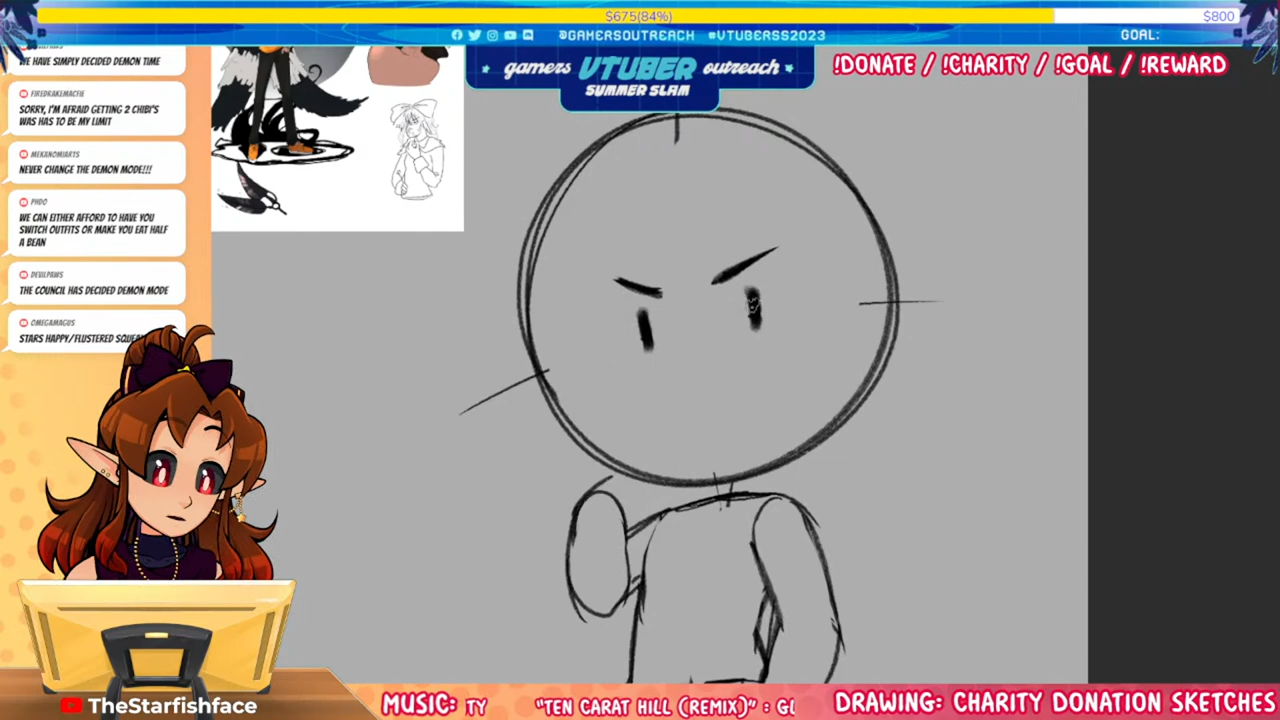 $675(84%)
$800
@GAMERSOUTREACH #VTUBERSS2023
GOAL:
gamers VTUBER outreach
SUMMER SLAM
!DONATE / !CHARITY / !GOAL / !REWARD
WE HAVE SIMPLY DECIDED DEMON TIME
FIREDRAKEMACFIE
SORRY, I'M AFRAID GETTING 2 CHIBI'S
WAS HAS TO BE MY LIMIT
MEKANOMIARTS
NEVER CHANGE THE DEMON MODE!!!
PHDO
WE CAN EITHER AFFORD TO HAVE YOU
SWITCH OUTFITS OR MAKE YOU EAT HALF
A BEAN
DEVILPAWS
THE COUNCIL HAS DECIDED DEMON MODE
OMEGAMAGUS
STARS HAPPY/FLUSTERED
TheStarfishface
MUSIC: TY "TEN CARAT HILL (REMIX)" : GL
DRAWING: CHARITY DONATION SKETCHES